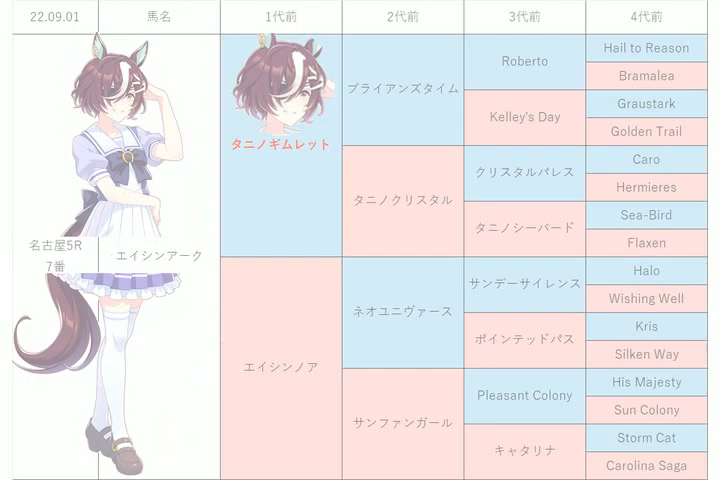 22.09.01 馬名 1代前 2代前 3代前 4代前
名古屋5R
7番
エイシンアーク
タニノギムレット
エイシンノア
ブライアンズタイム
タニノクリスタル
ネオユニヴァース
サンファンガール
Roberto
Kelley's Day
クリスタルパレス
タニノシーバード
サンデーサイレンス
ポインテッドパス
Pleasant Colony
キャタリナ
Hail to Reason
Bramalea
Graustark
Golden Trail
Caro
Hermieres
Sea-Bird
Flaxen
Halo
Wishing Well
Kris
Silken Way
His Majesty
Sun Colony
Storm Cat
Carolina Saga